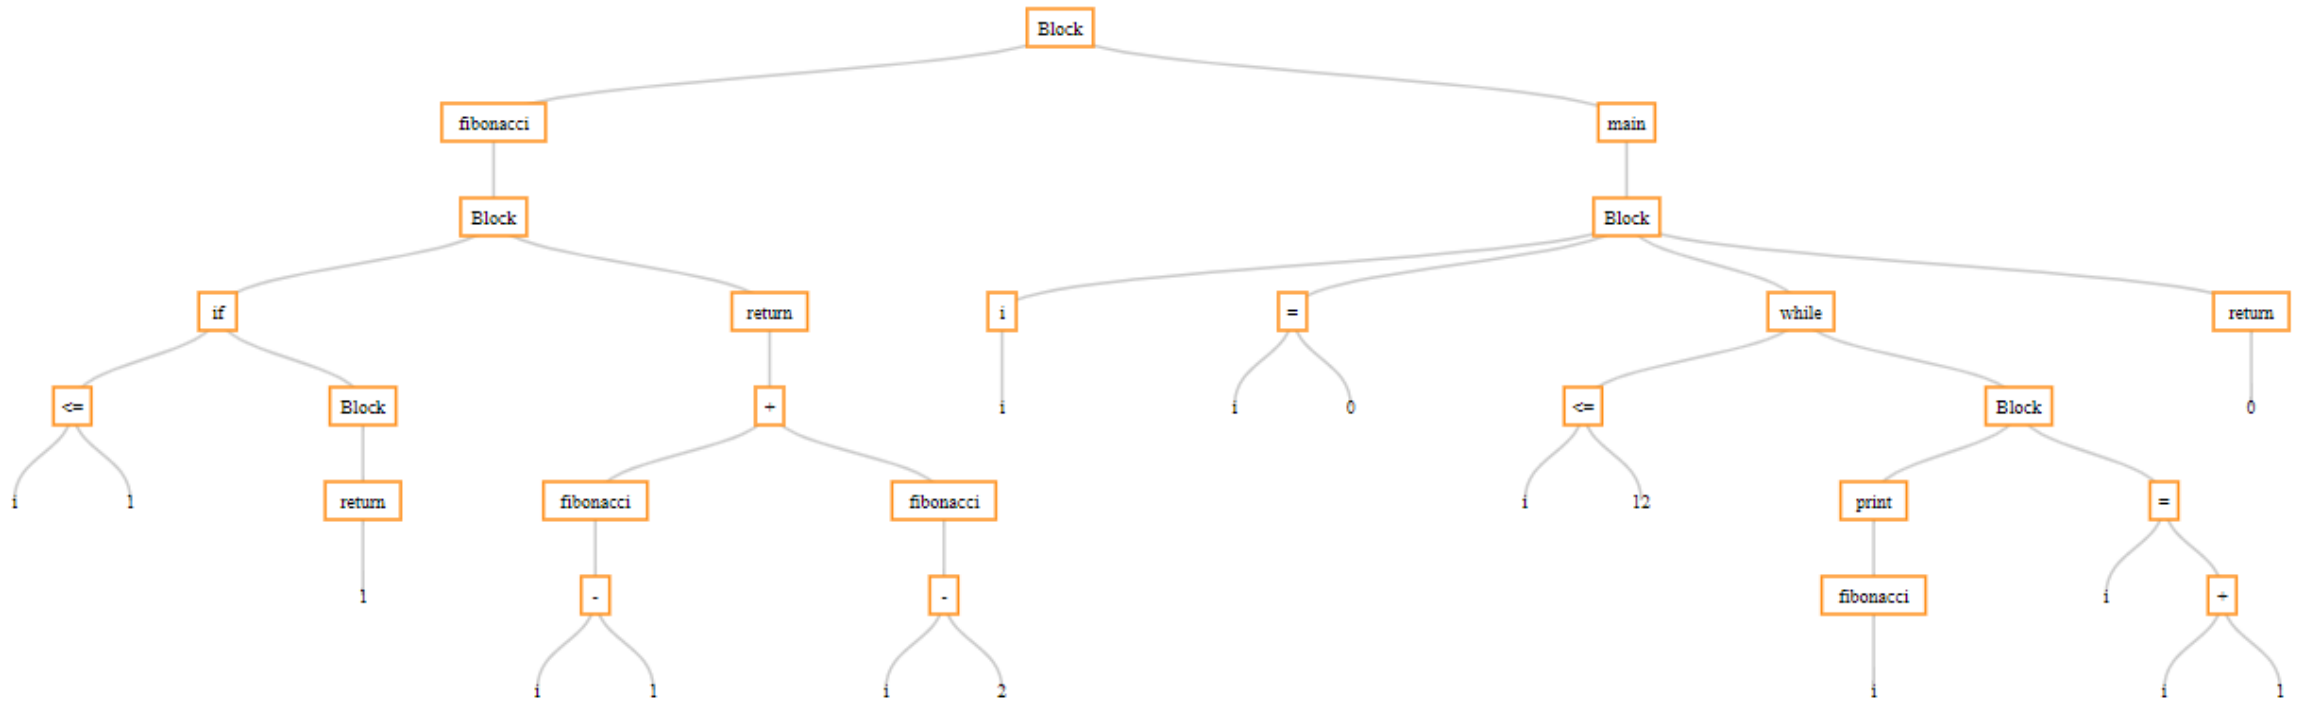 Block
fibonacci main
Block Block
if return i = while return
<= Block + i i 0 <= Block 0
i 1 return fibonacci fibonacci i 12 print =
1 - - fibonacci i +
i 1 i 2 i i 1